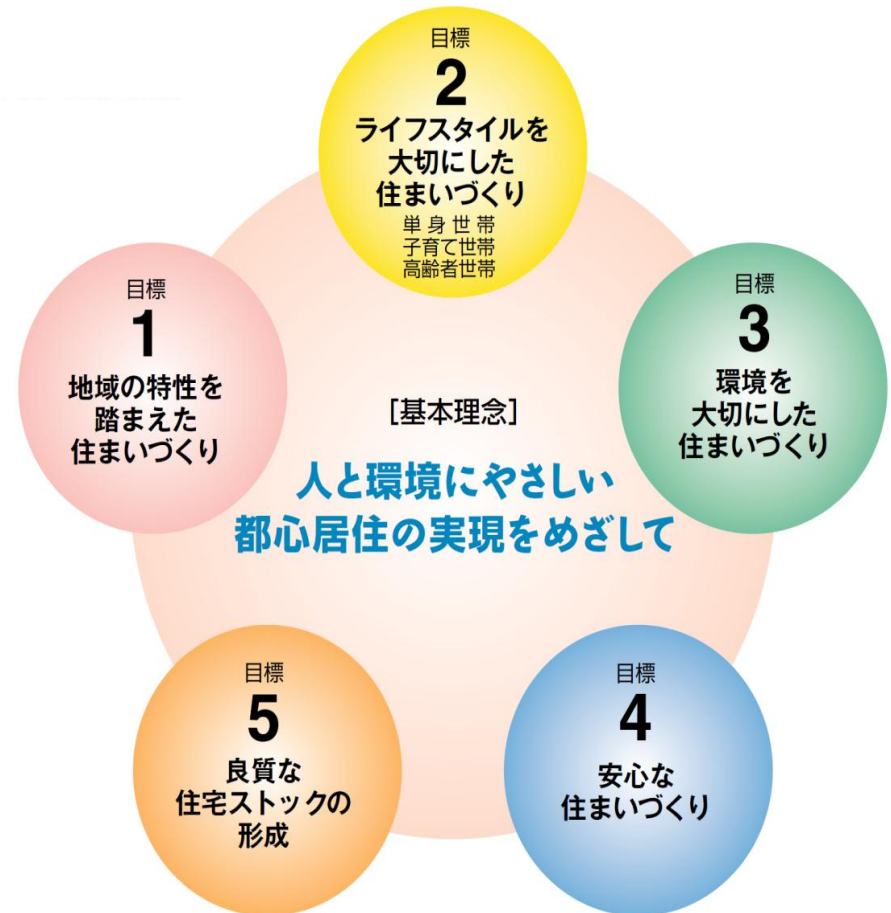 目標
1
地域の特性を
踏まえた
住まいづくり
目標
2
ライフスタイルを
大切にした
住まいづくり
単身世帯
子育て世帯
高齢者世帯
目標
3
環境を
大切にした
住まいづくり
[基本理念]
人と環境にやさしい
都心居住の実現をめざして
目標
4
安心な
住まいづくり
目標
5
良質な
住宅ストックの
形成